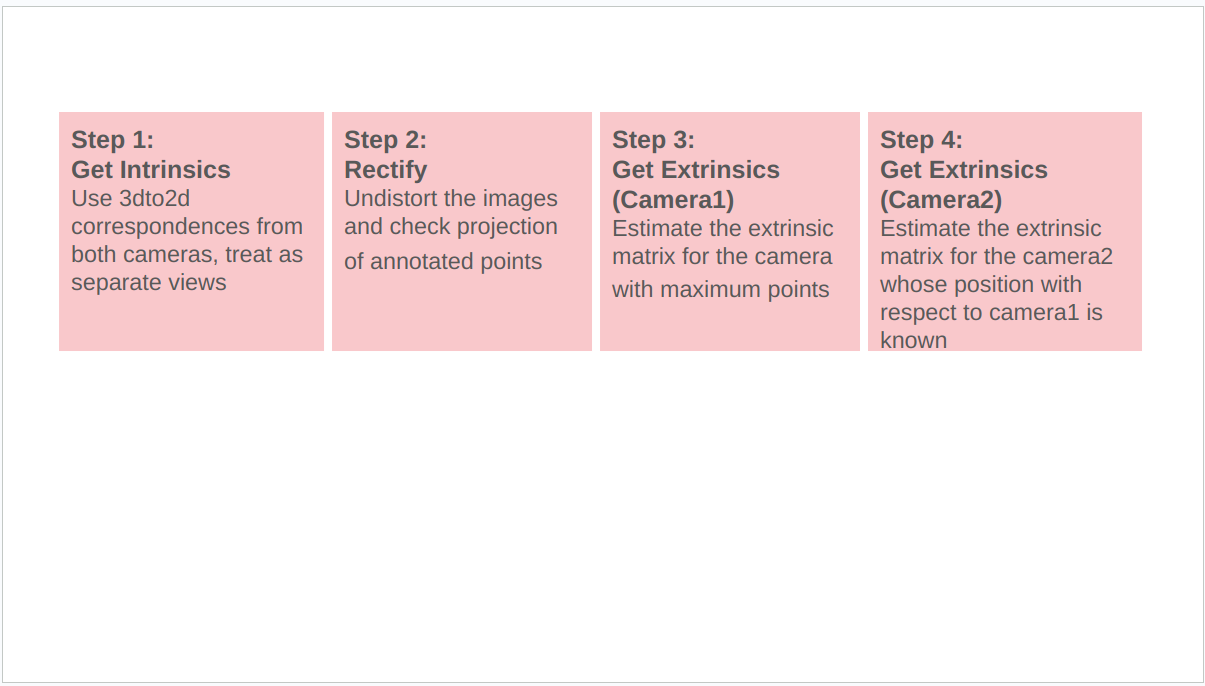 Step 1:
Get Intrinsics
Use 3dto2d
correspondences from
both cameras, treat as
separate views
Step 2:
Rectify
Undistort the images
and check projection
of annotated points
Step 3:
Get Extrinsics
(Camera1)
Estimate the extrinsic
matrix for the camera
with maximum points
Step 4:
Get Extrinsics
(Camera2)
Estimate the extrinsic
matrix for the camera2
whose position with
respect to camera1 is
known